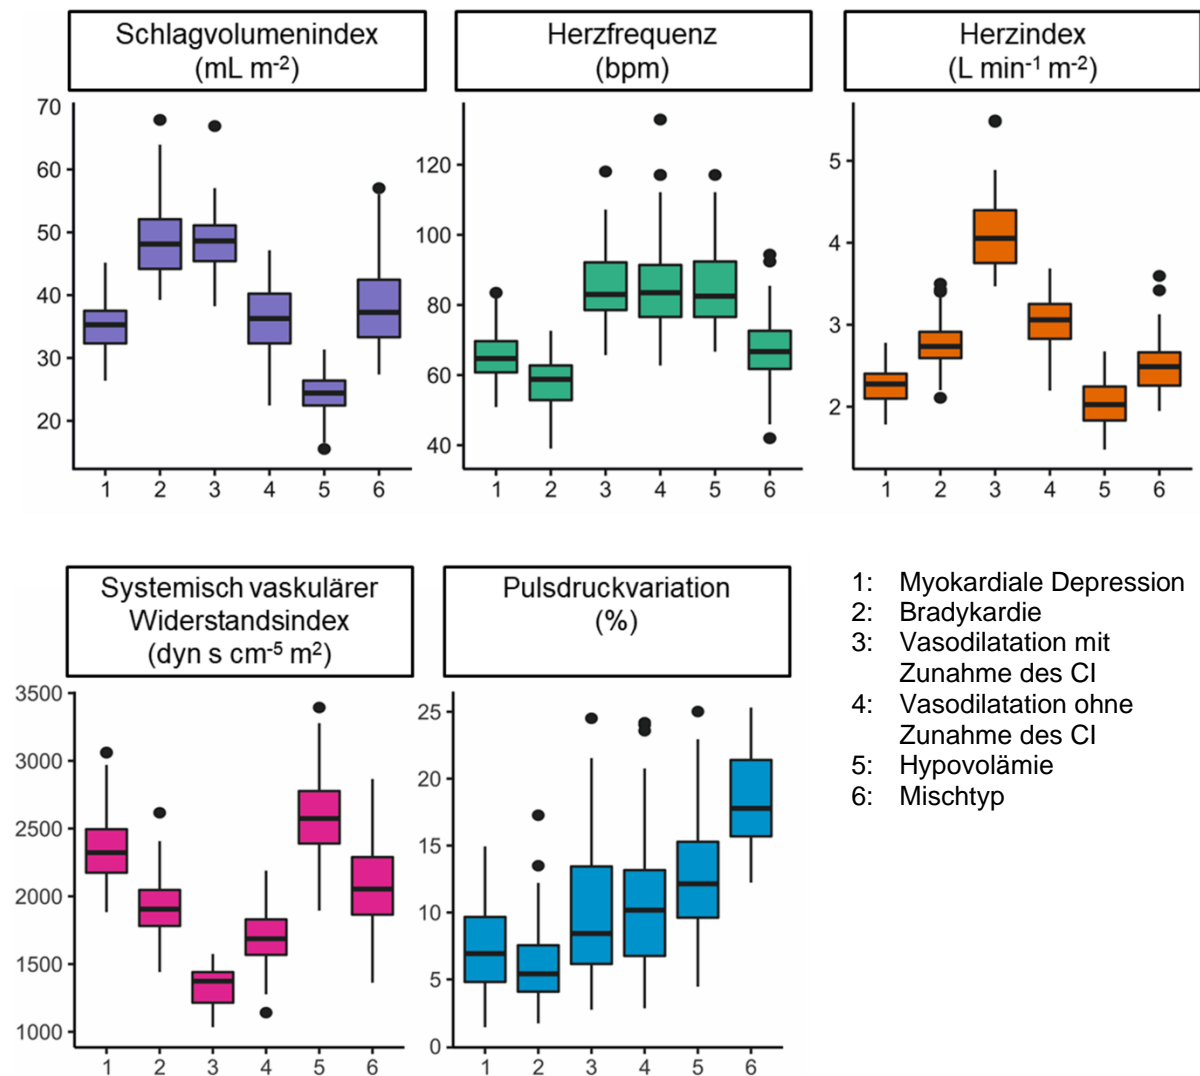 Schlagvolumenindex
(mL m-2)
Herzfrequenz
(bpm)
Herzindex
(L min-1 m-2)
70
60
50
40
30
20
1 2 3 4 5 6
120
100
80
60
40
1 2 3 4 5 6
5
4
3
2
1 2 3 4 5 6
Systemisch vaskulärer
Widerstandsindex
(dyn s cm-5 m2)
Pulsdruckvariation
(%)
3500
3000
2500
2000
1500
1000
1 2 3 4 5 6
25
20
15
10
5
0
1 2 3 4 5 6
1: Myokardiale Depression
2: Bradykardie
3: Vasodilatation mit
Zunahme des CI
4: Vasodilatation ohne
Zunahme des CI
5: Hypovolämie
6: Mischtyp